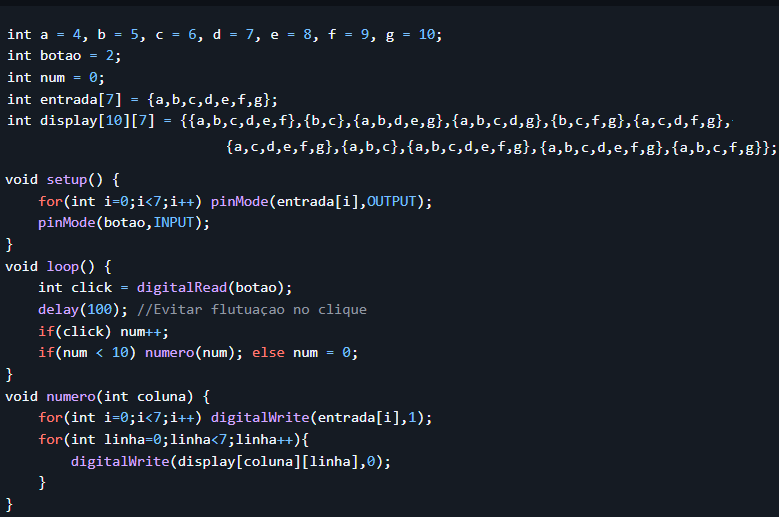 int a = 4, b = 5, c = 6, d = 7, e = 8, f = 9, g = 10;
int botao = 2;
int num = 0;
int entrada[7] = {a,b,c,d,e,f,g};
int display[10][7] = {{a,b,c,d,e,f},{b,c},{a,b,d,e,g},{a,b,c,d,g},{b,c,f,g},{a,c,d,f,g},
{a,c,d,e,f,g},{a,b,c},{a,b,c,d,e,f,g},{a,b,c,d,e,f,g},{a,b,c,f,g}};
void setup() {
    for(int i=0;i<7;i++) pinMode(entrada[i],OUTPUT);
    pinMode(botao,INPUT);
}
void loop() {
    int click = digitalRead(botao);
    delay(100); //Evitar flutuaçao no clique
    if(click) num++;
    if(num < 10) numero(num); else num = 0;
}
void numero(int coluna) {
    for(int i=0;i<7;i++) digitalWrite(entrada[i],1);
    for(int linha=0;linha<7;linha++){
        digitalWrite(display[coluna][linha],0);
    }
}